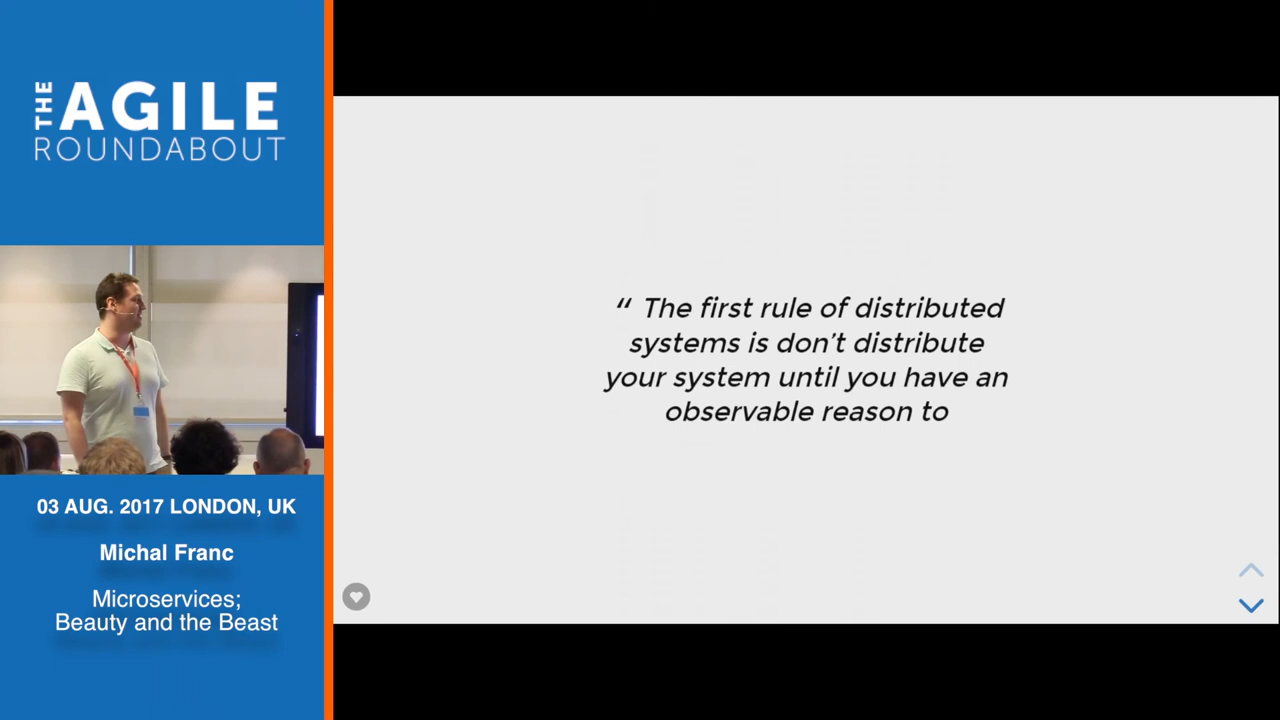 THE AGILE
ROUNDABOUT
03 AUG. 2017 LONDON, UK
Michal Franc
Microservices;
Beauty and the Beast
“ The first rule of distributed
systems is don’t distribute
your system until you have an
observable reason to